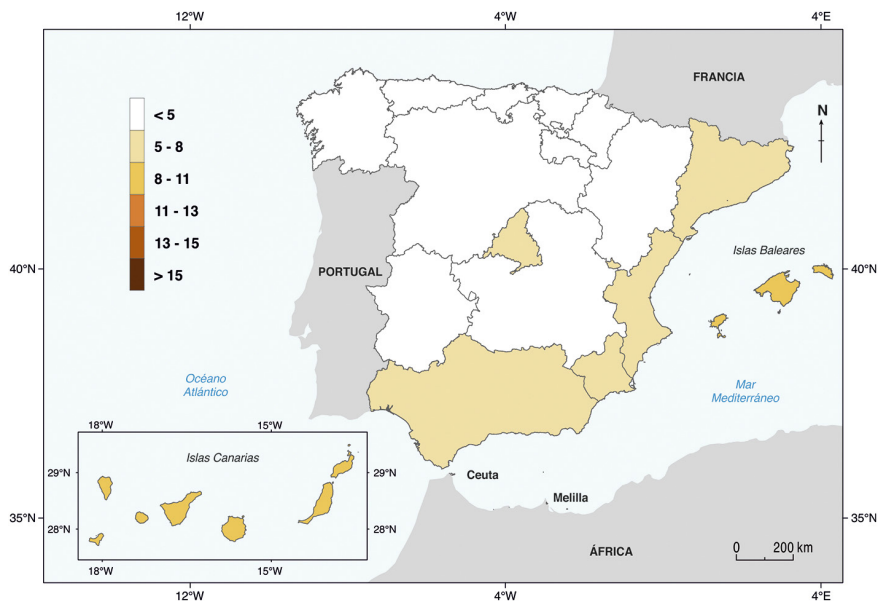 12°W
4°W
4°E
FRANCIA
N
< 5
5 - 8
8 - 11
11 - 13
13 - 15
> 15
Islas Baleares
40°N
PORTUGAL
40°N
Océano
Atlántico
Mar
Mediterráneo
18°W
15°W
Islas Canarias
29°N
29°N
Ceuta
Melilla
35°N
28°N
28°N
35°N
ÁFRICA
0
200 km
18°W
15°W
12°W
4°W
4°E